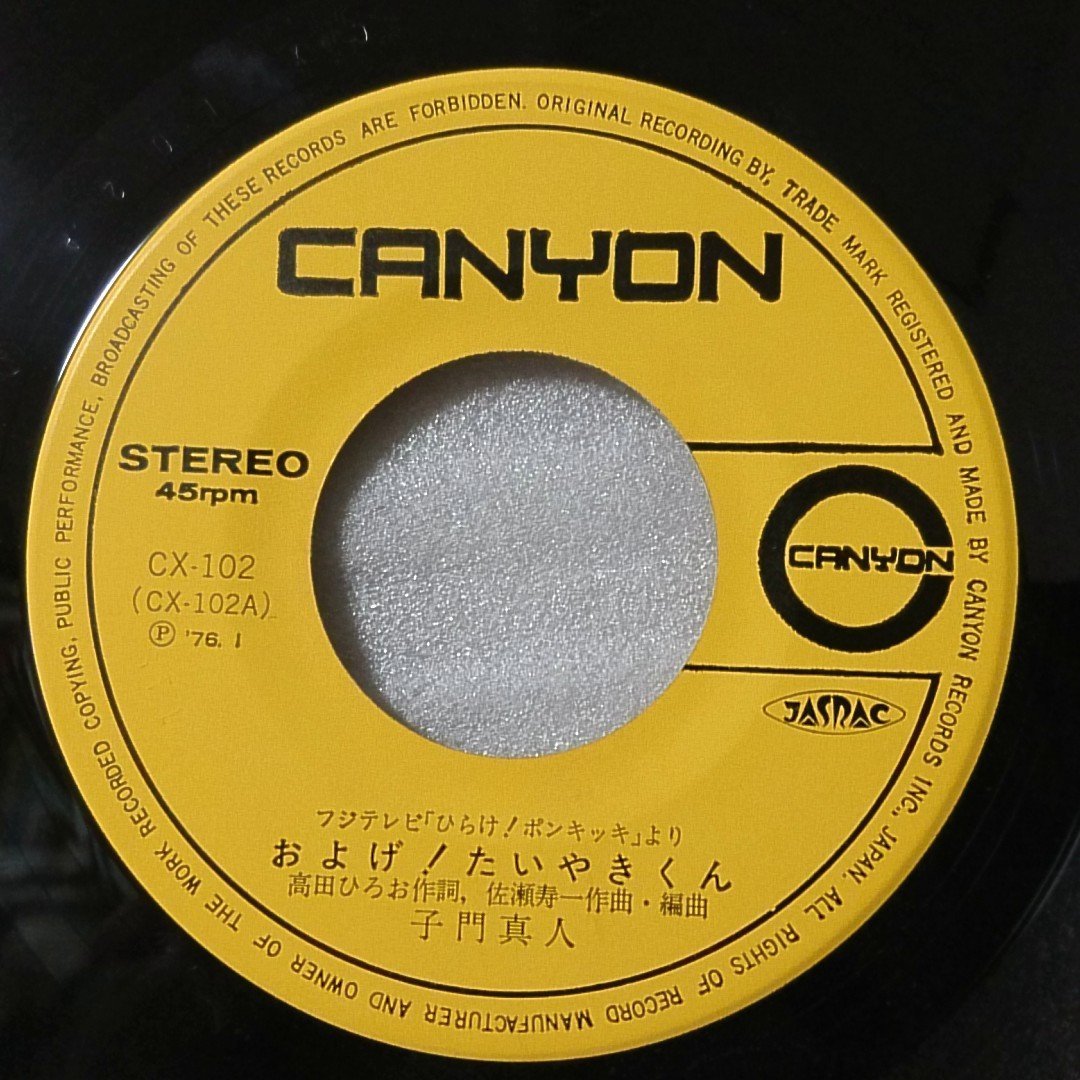 WORK RECORDED COPYING, PUBLIC PERFORMANCE, BROADCASTING OF THESE RECORDS ARE FORBIDDEN. ORIGINAL RECORDING BY, TRADE MARK REGISTERED AND MADE BY CANYON RECORDS INC., JAPAN. ALL RIGHTS OF RECORD MANUFACTURER AND OWNER OF THE
CANYON
STEREO
45rpm
CX-102
(CX-102A)
Ⓟ '76. 1
CANYON
JASRAC
フジテレビ「ひらけ!ポンキッキ」より
およげ!たいやきくん
高田ひろお作詞, 佐瀬寿一作曲・編曲
子門真人